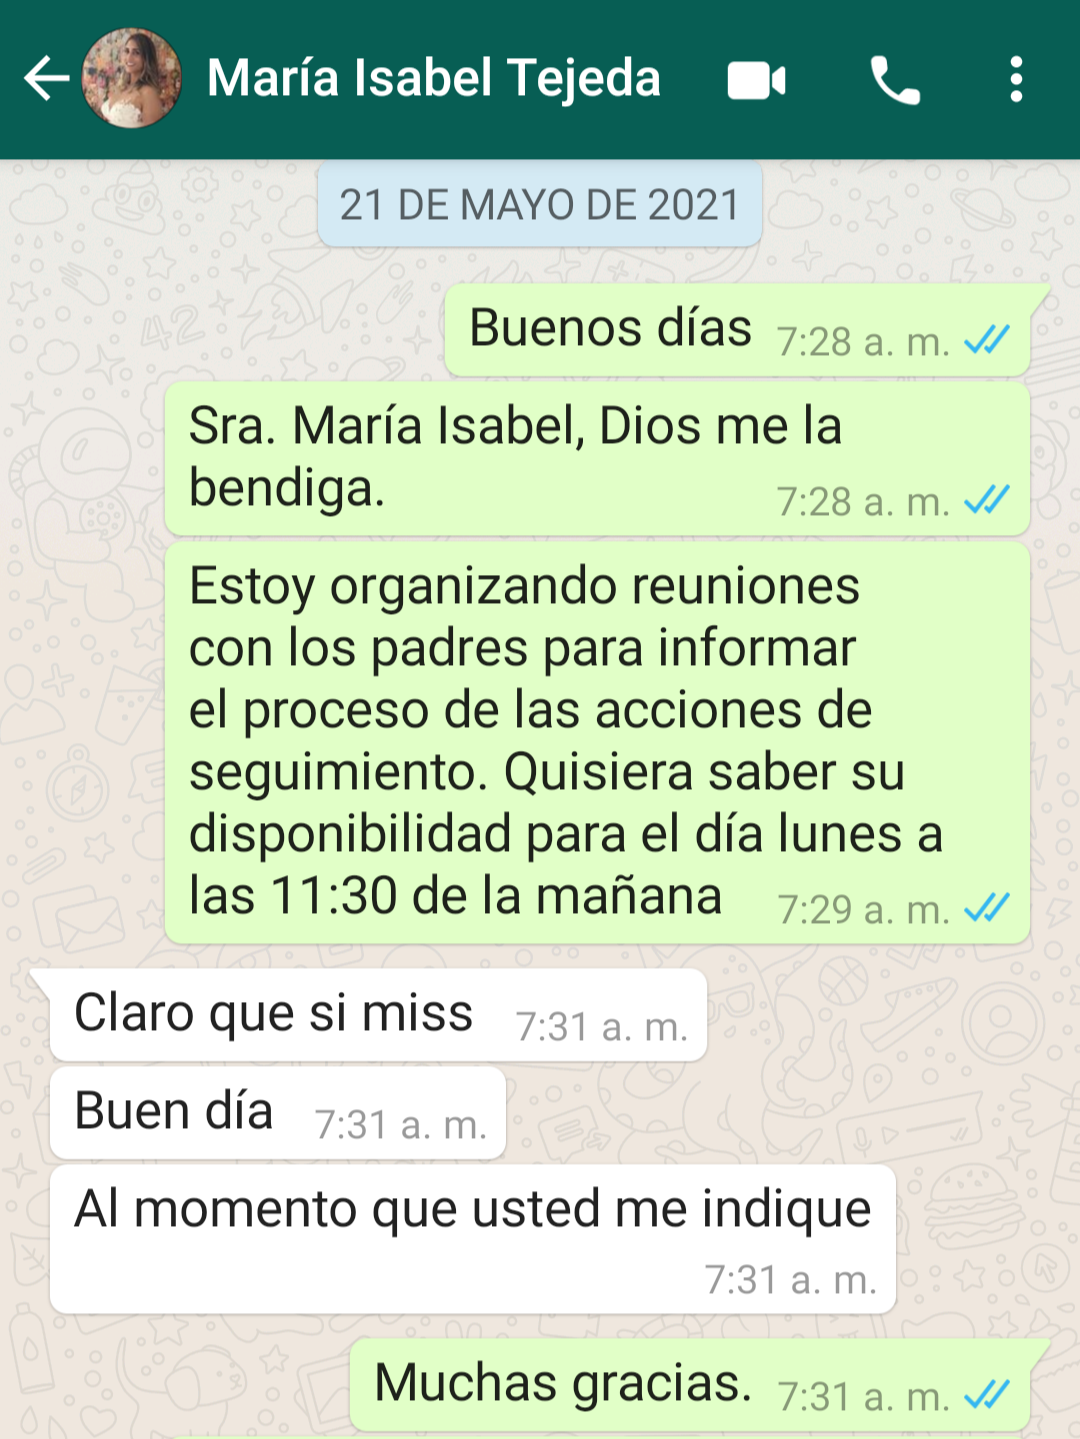 María Isabel Tejeda
21 DE MAYO DE 2021
Buenos días 7:28 a. m.
Sra. María Isabel, Dios me la
bendiga. 7:28 a. m.
Estoy organizando reuniones
con los padres para informar
el proceso de las acciones de
seguimiento. Quisiera saber su
disponibilidad para el día lunes a
las 11:30 de la mañana 7:29 a. m.
Claro que si miss 7:31 a. m.
Buen día 7:31 a. m.
Al momento que usted me indique
7:31 a. m.
Muchas gracias. 7:31 a. m.